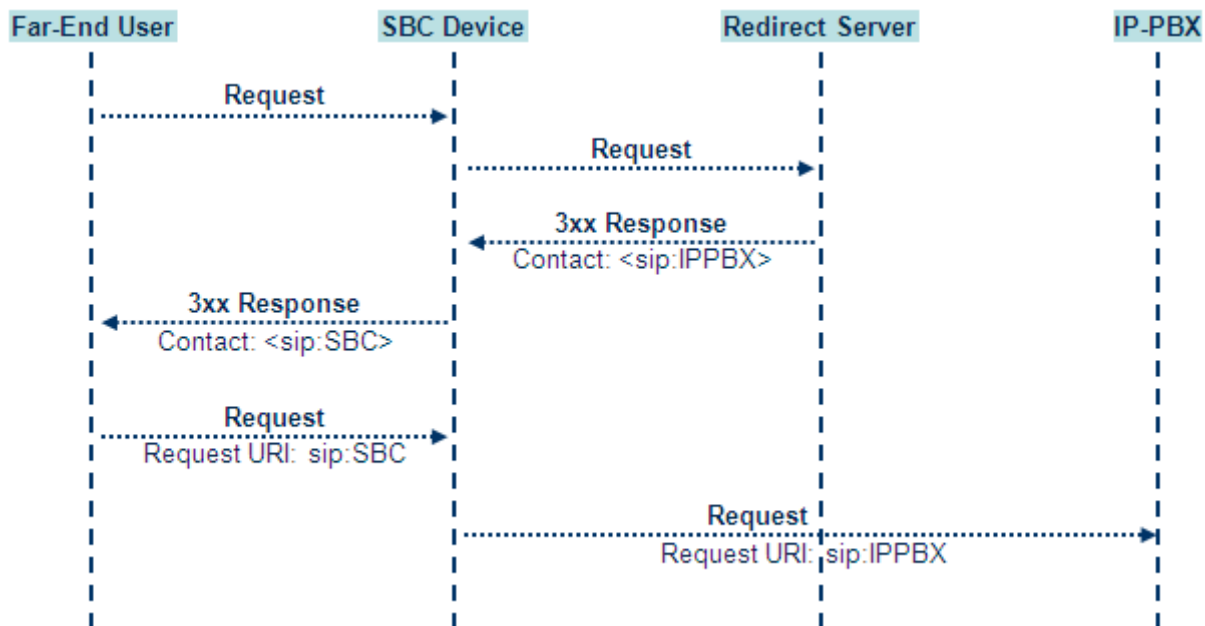 Far-End User
SBC Device
Redirect Server
IP-PBX
Request
Request
3xx Response
Contact: <sip:IPPBX>
3xx Response
Contact: <sip:SBC>
Request
Request URI: sip:SBC
Request
Request URI: sip:IPPBX